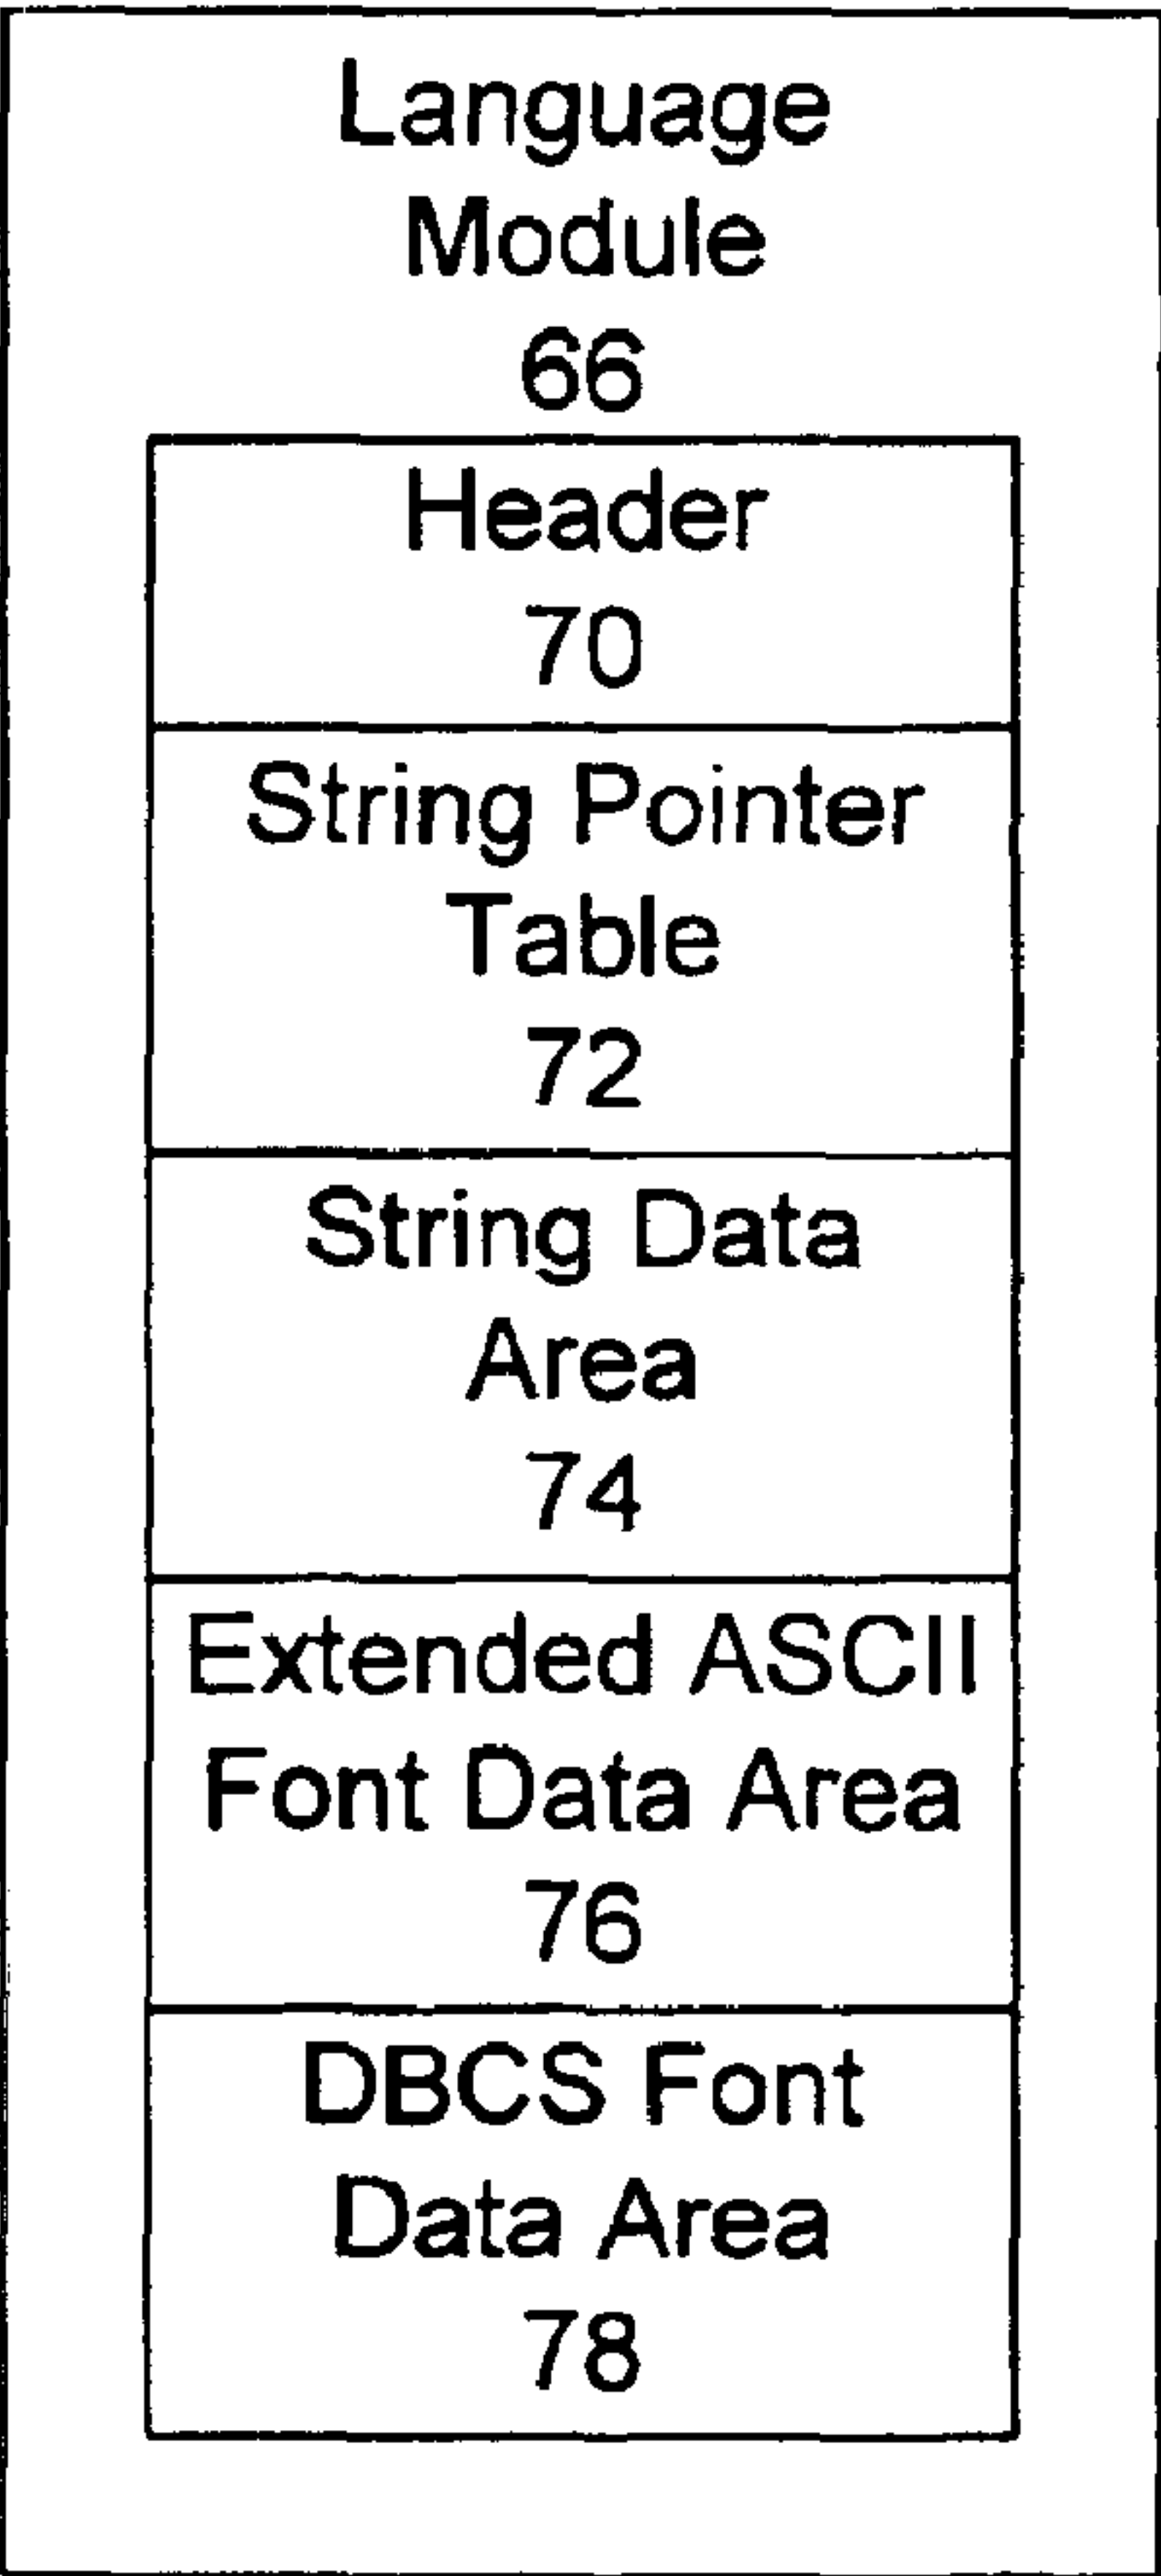 Language
Module
66
Header
70
String Pointer
Table
72
String Data
Area
74
Extended ASCII
Font Data Area
76
DBCS Font
Data Area
78